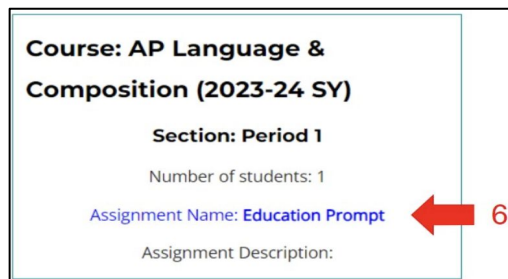 Course: AP Language &
Composition (2023-24 SY)
Section: Period 1
Number of students: 1
Assignment Name: Education Prompt
6
Assignment Description: